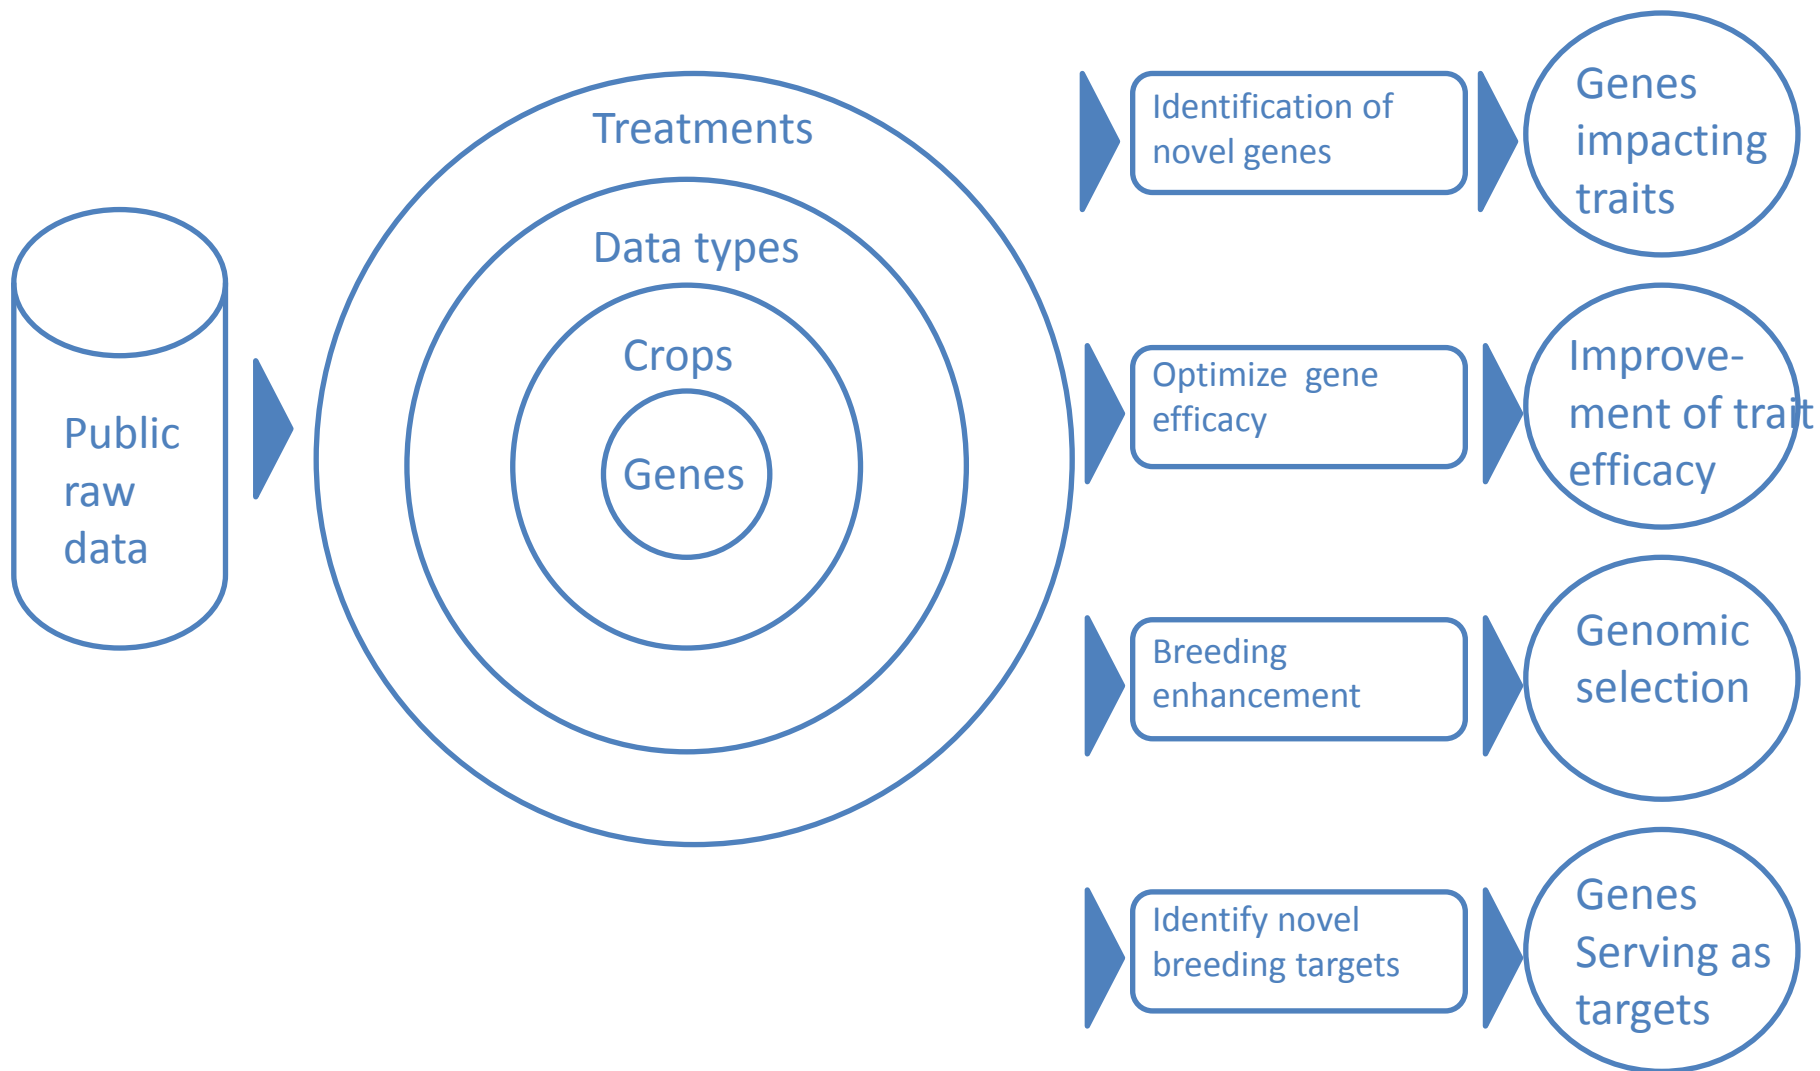 Public
raw
data
Treatments
Data types
Crops
Genes
Identification of
novel genes
Genes
impacting
traits
Optimize  gene
efficacy
Improve-
ment of trait
efficacy
Breeding
enhancement
Genomic
selection
Identify novel
breeding targets
Genes
Serving as
targets